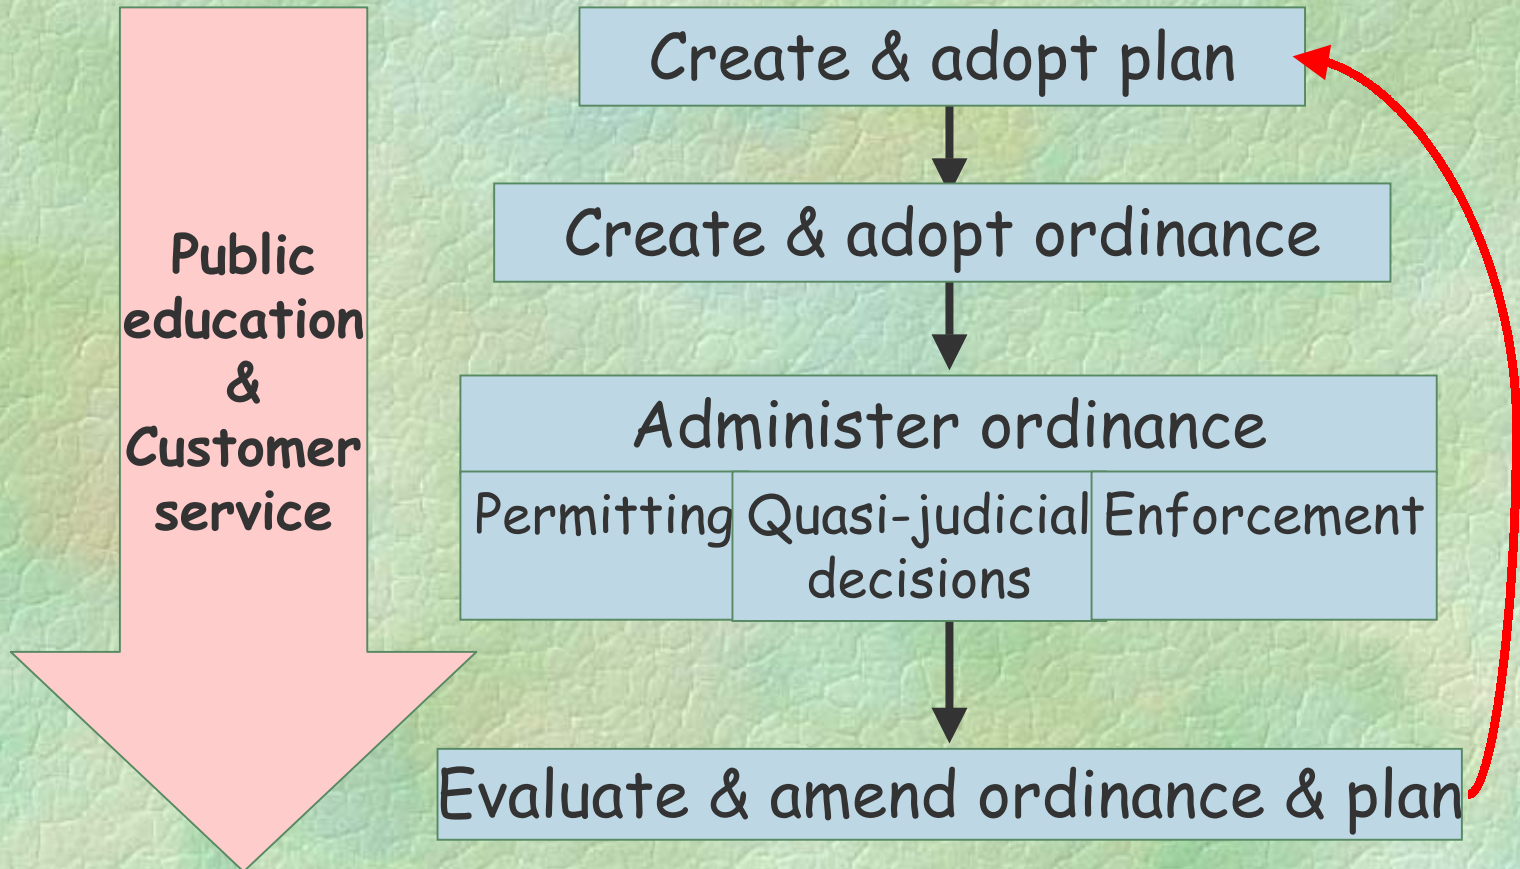 Public
education
&
Customer
service
Create & adopt plan
Create & adopt ordinance
Administer ordinance
Permitting
Quasi-judicial
decisions
Enforcement
Evaluate & amend ordinance & plan